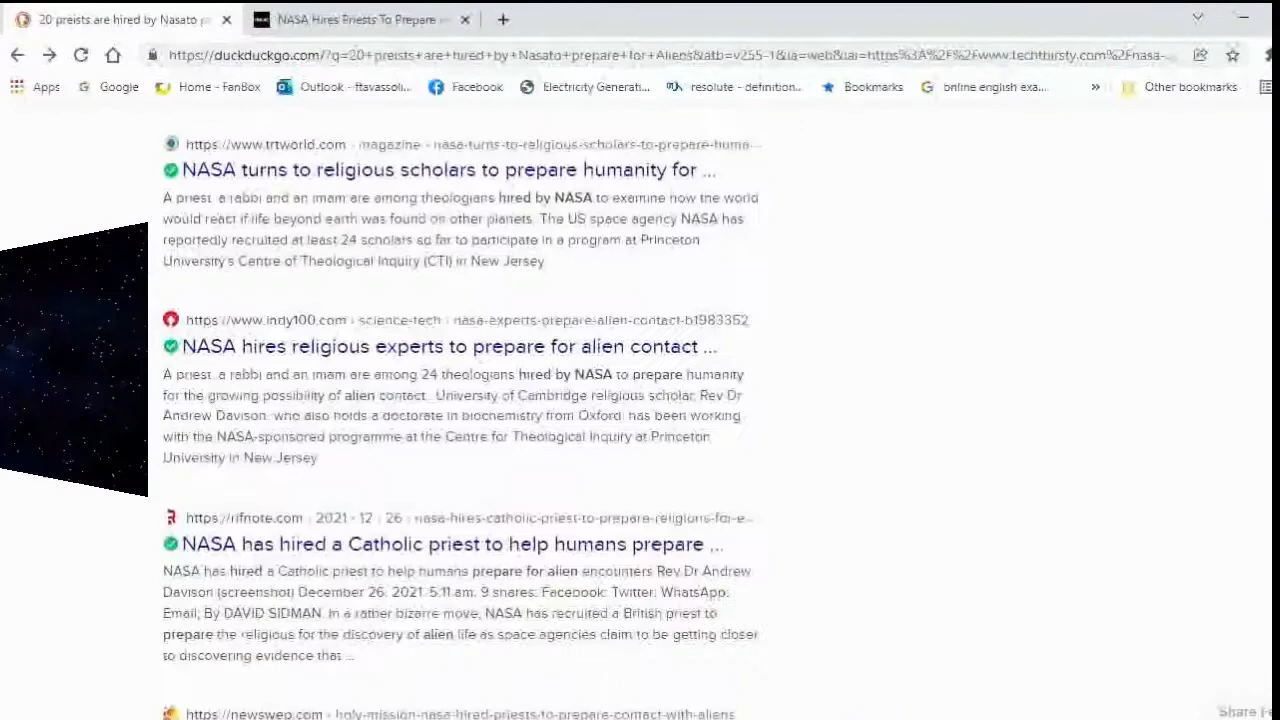 20 preists are hired by Nasato p
NASA Hires Priests To Prepare
https://duckduckgo.com/?q=20+preists+are+hired+by+Nasato+prepare+for+Aliens&atb=v255-1&ia=web&iai=https%3A%2F%2Fwww.techthirsty.com%2Fnasa-...
Apps Google Home - FanBox Outlook - ftavassoli... Facebook Electricity Generati... resolute - definition... Bookmarks online english exa... » Other bookmarks
https://www.trtworld.com › magazine › nasa-turns-to-religious-scholars-to-prepare-huma...
NASA turns to religious scholars to prepare humanity for ...
A priest, a rabbi and an imam are among theologians hired by NASA to examine how the world
would react if life beyond earth was found on other planets. The US space agency NASA has
reportedly recruited at least 24 scholars so far to participate in a program at Princeton
University's Centre of Theological Inquiry (CTI) in New Jersey
https://www.indy100.com › science-tech › nasa-experts-prepare-alien-contact-b1983352
NASA hires religious experts to prepare for alien contact ...
A priest, a rabbi and an imam are among 24 theologians hired by NASA to prepare humanity
for the growing possibility of alien contact.. University of Cambridge religious scholar, Rev Dr
Andrew Davison, who also holds a doctorate in biochemistry from Oxford, has been working
with the NASA-sponsored programme at the Centre for Theological Inquiry at Princeton
University in New Jersey
https://rifnote.com › 2021 › 12 › 26 › nasa-hires-catholic-priest-to-prepare-religions-for-e...
NASA has hired a Catholic priest to help humans prepare ...
NASA has hired a Catholic priest to help humans prepare for alien encounters Rev Dr Andrew
Davison (screenshot) December 26, 2021, 5:11 am. 9 shares. Facebook; Twitter; WhatsApp;
Email; By DAVID SIDMAN. In a rather bizarre move, NASA has recruited a British priest to
prepare the religious for the discovery of alien life as space agencies claim to be getting closer
to discovering evidence that ...
https://newswep.com › holy-mission-nasa-hired-priests-to-prepare-contact-with-aliens
Share Fe